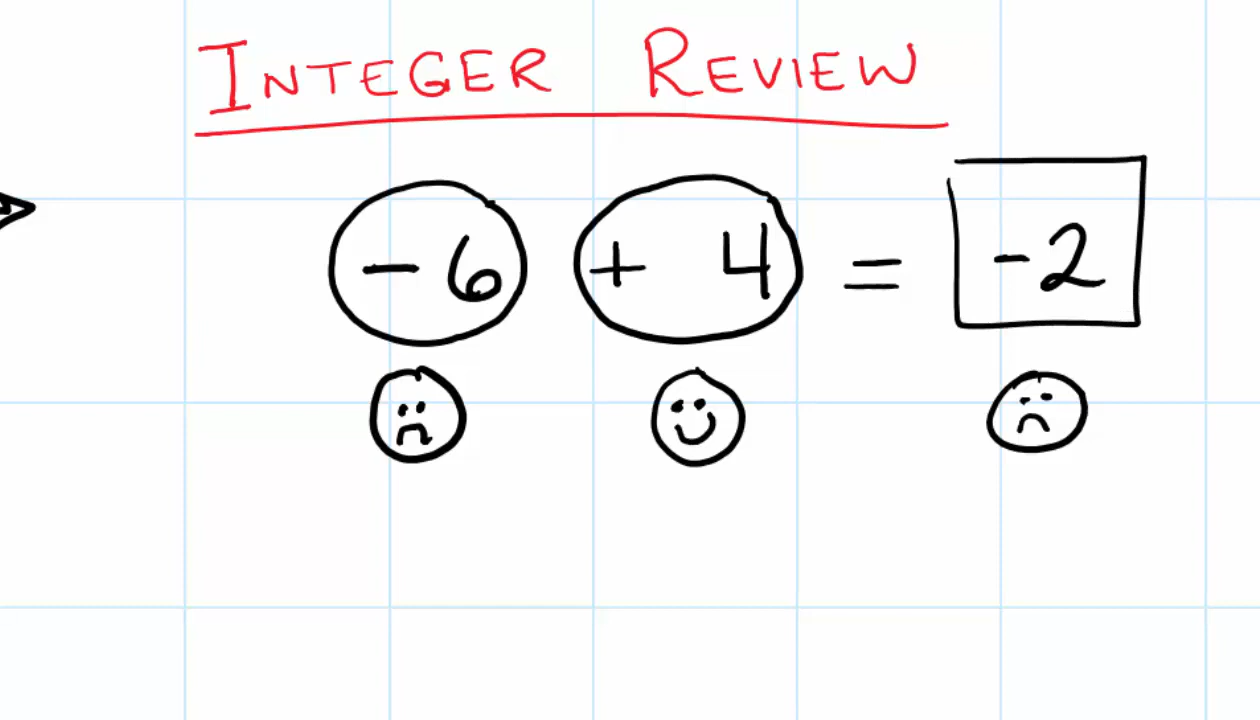 INTEGER REVIEW
- 6 + 4 = -2